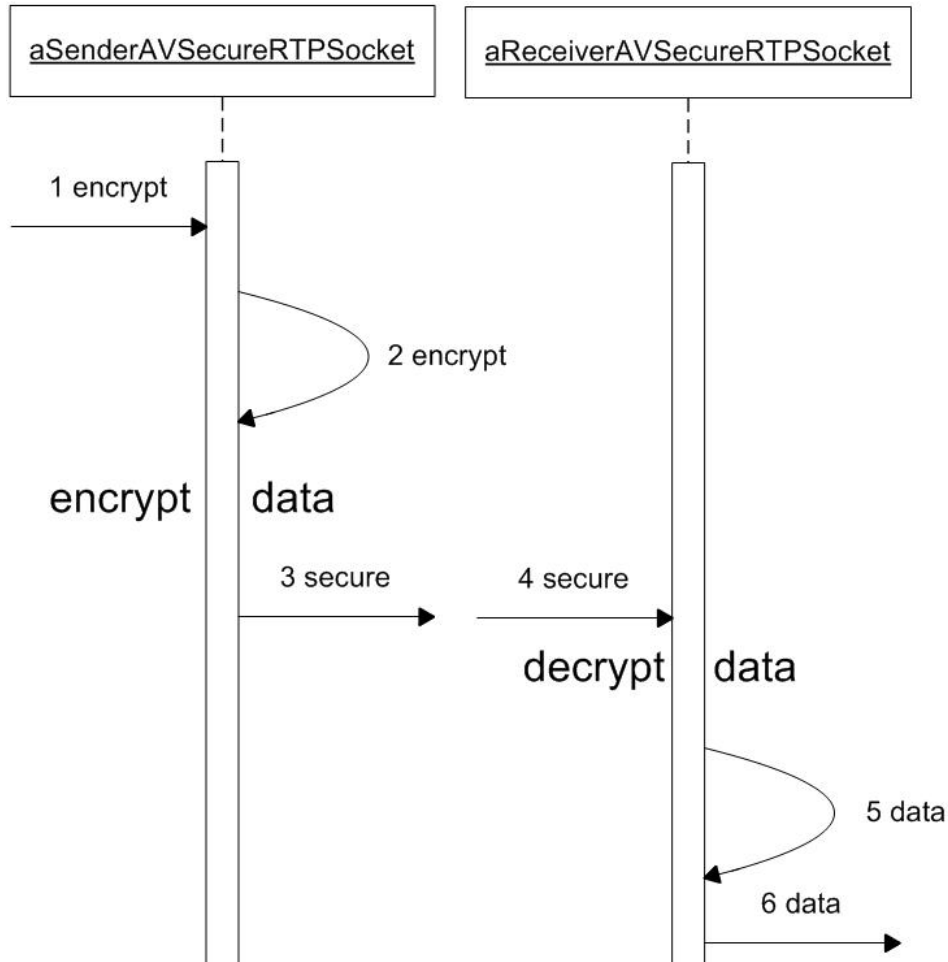 aSenderAVSecureRTPSocket
aReceiverAVSecureRTPSocket
1 encrypt
2 encrypt
encrypt data
3 secure
4 secure
decrypt data
5 data
6 data